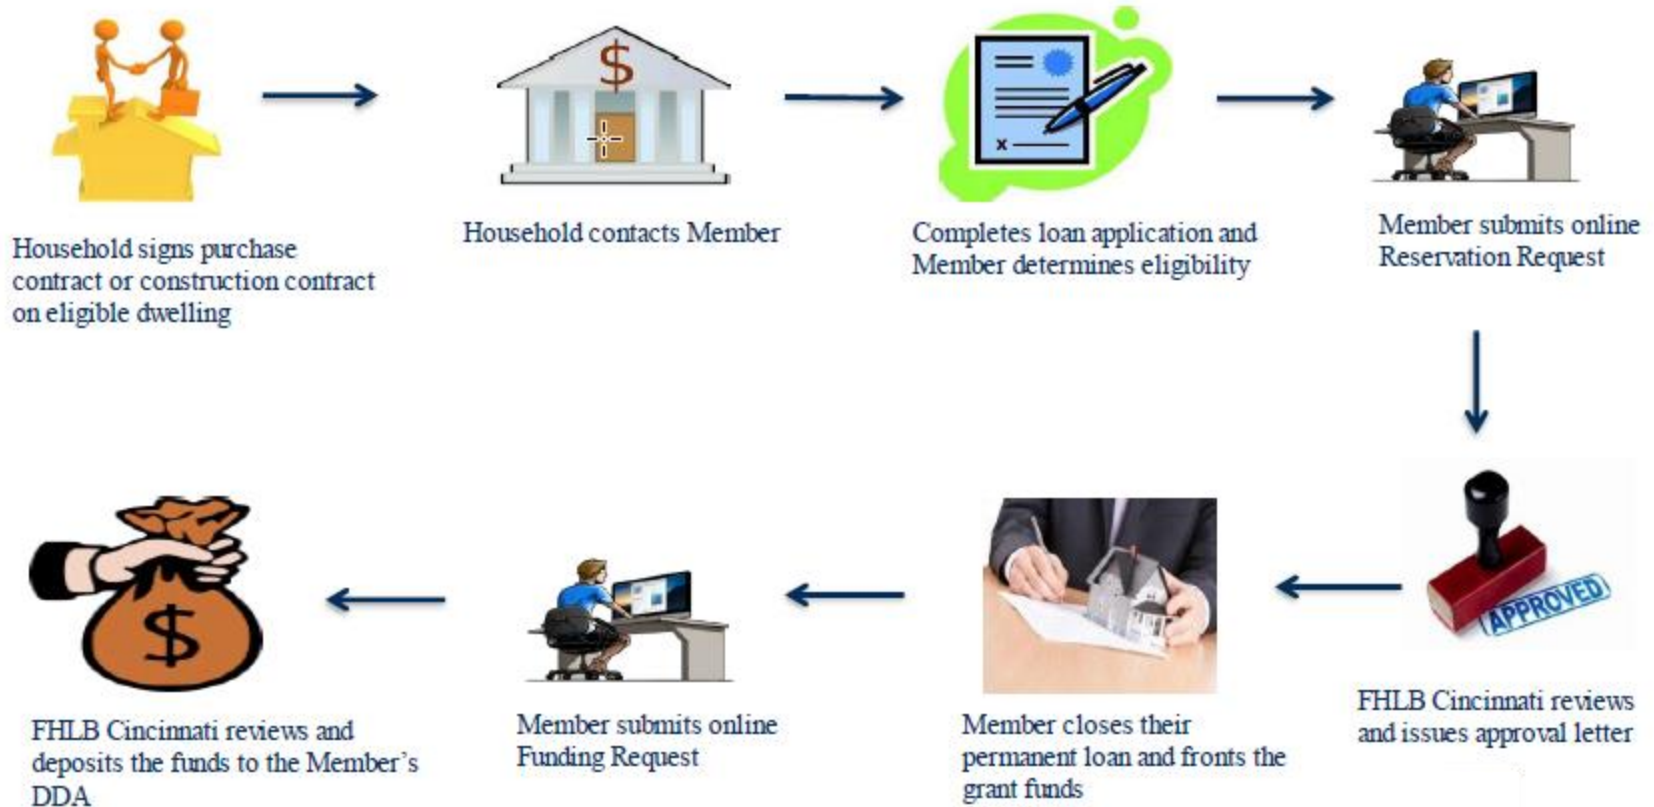 $
x
Household signs purchase
contract or construction contract
on eligible dwelling
Household contacts Member
Completes loan application and
Member determines eligibility
Member submits online
Reservation Request
APPROVED
FHLB Cincinnati reviews
and issues approval letter
Member closes their
permanent loan and fronts the
grant funds
Member submits online
Funding Request
$
FHLB Cincinnati reviews and
deposits the funds to the Member’s
DDA